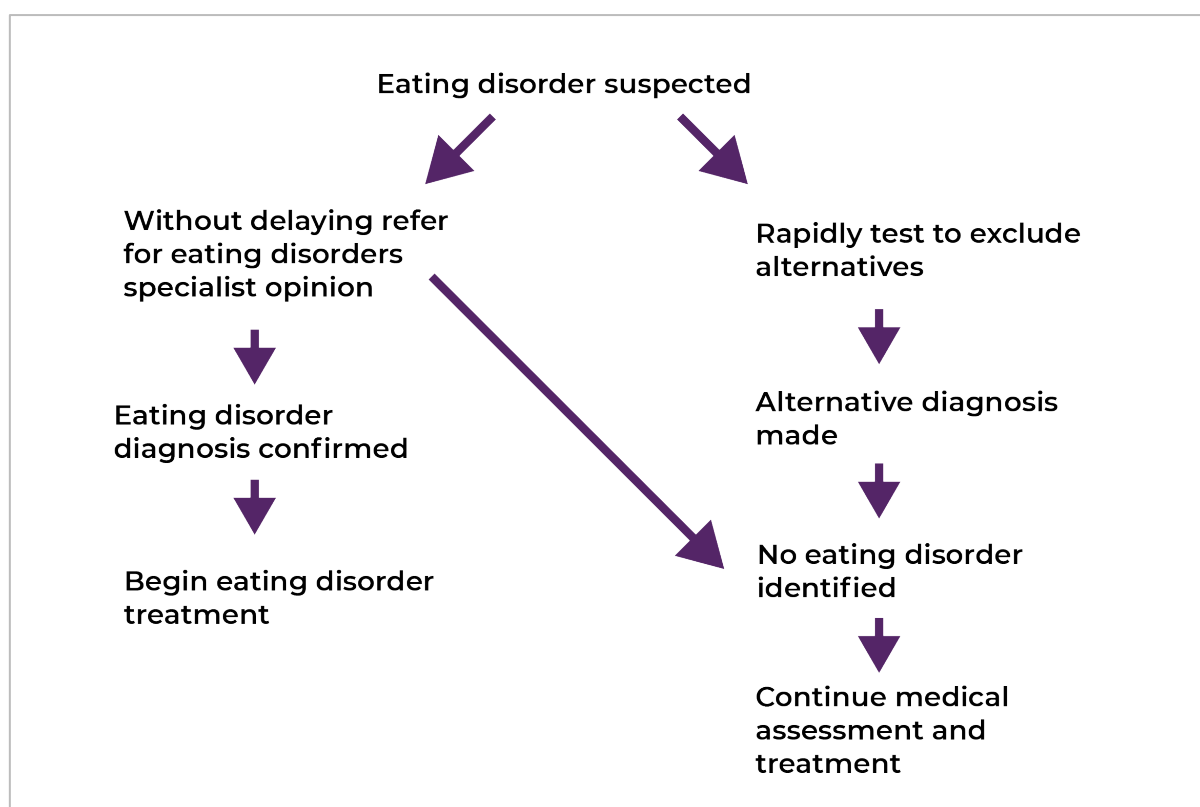 Eating disorder suspected
Without delaying refer
for eating disorders
specialist opinion
Rapidly test to exclude
alternatives
Eating disorder
diagnosis confirmed
Alternative diagnosis
made
Begin eating disorder
treatment
No eating disorder
identified
Continue medical
assessment and
treatment